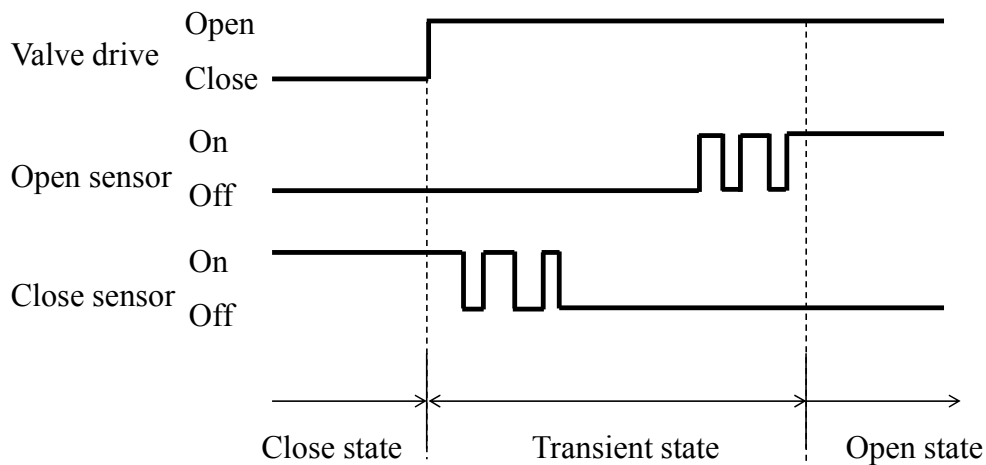 Open
Valve drive
Close
On
Open sensor
Off
On
Close sensor
Off
Close state
Transient state
Open state